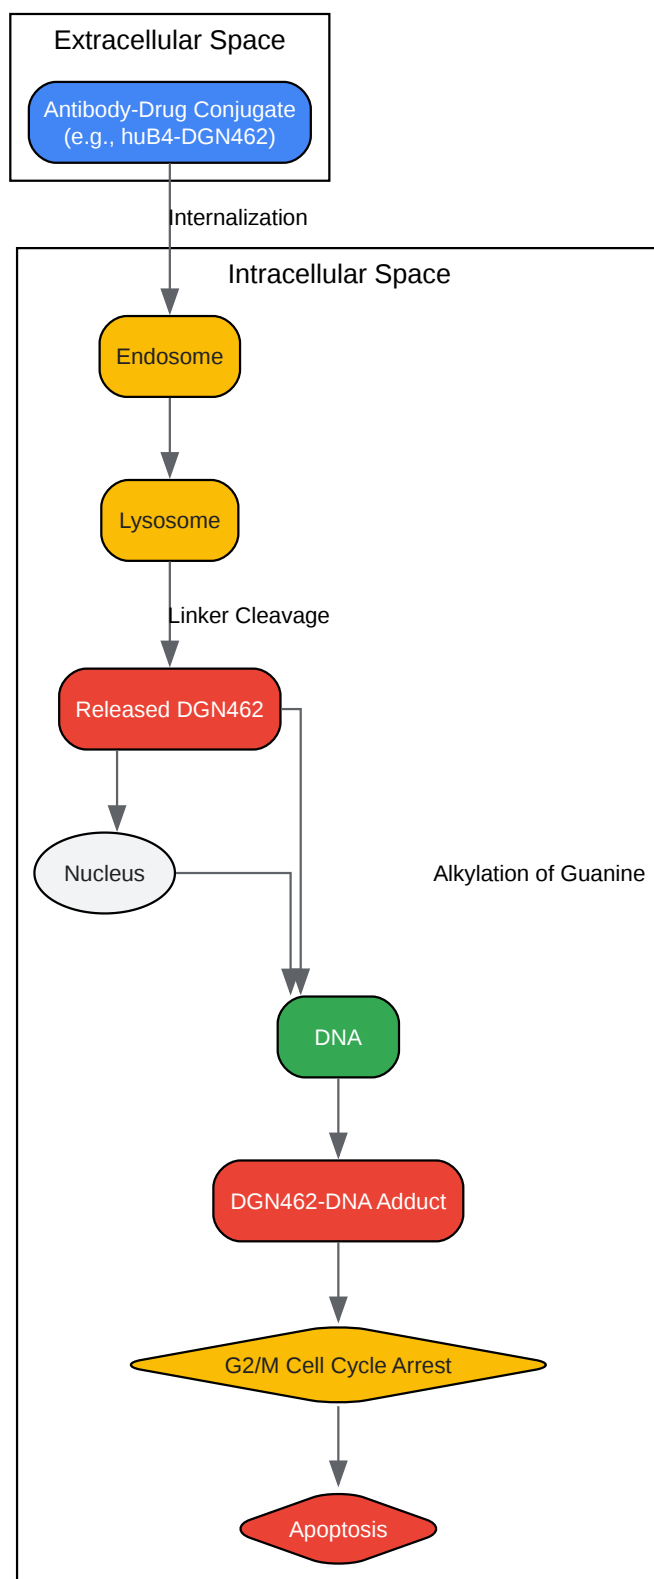 Extracellular Space
Antibody-Drug Conjugate
(e.g., huB4-DGN462)
Internalization
Intracellular Space
Endosome
Lysosome
Linker Cleavage
Released DGN462
Nucleus
Alkylation of Guanine
DNA
DGN462-DNA Adduct
G2/M Cell Cycle Arrest
Apoptosis